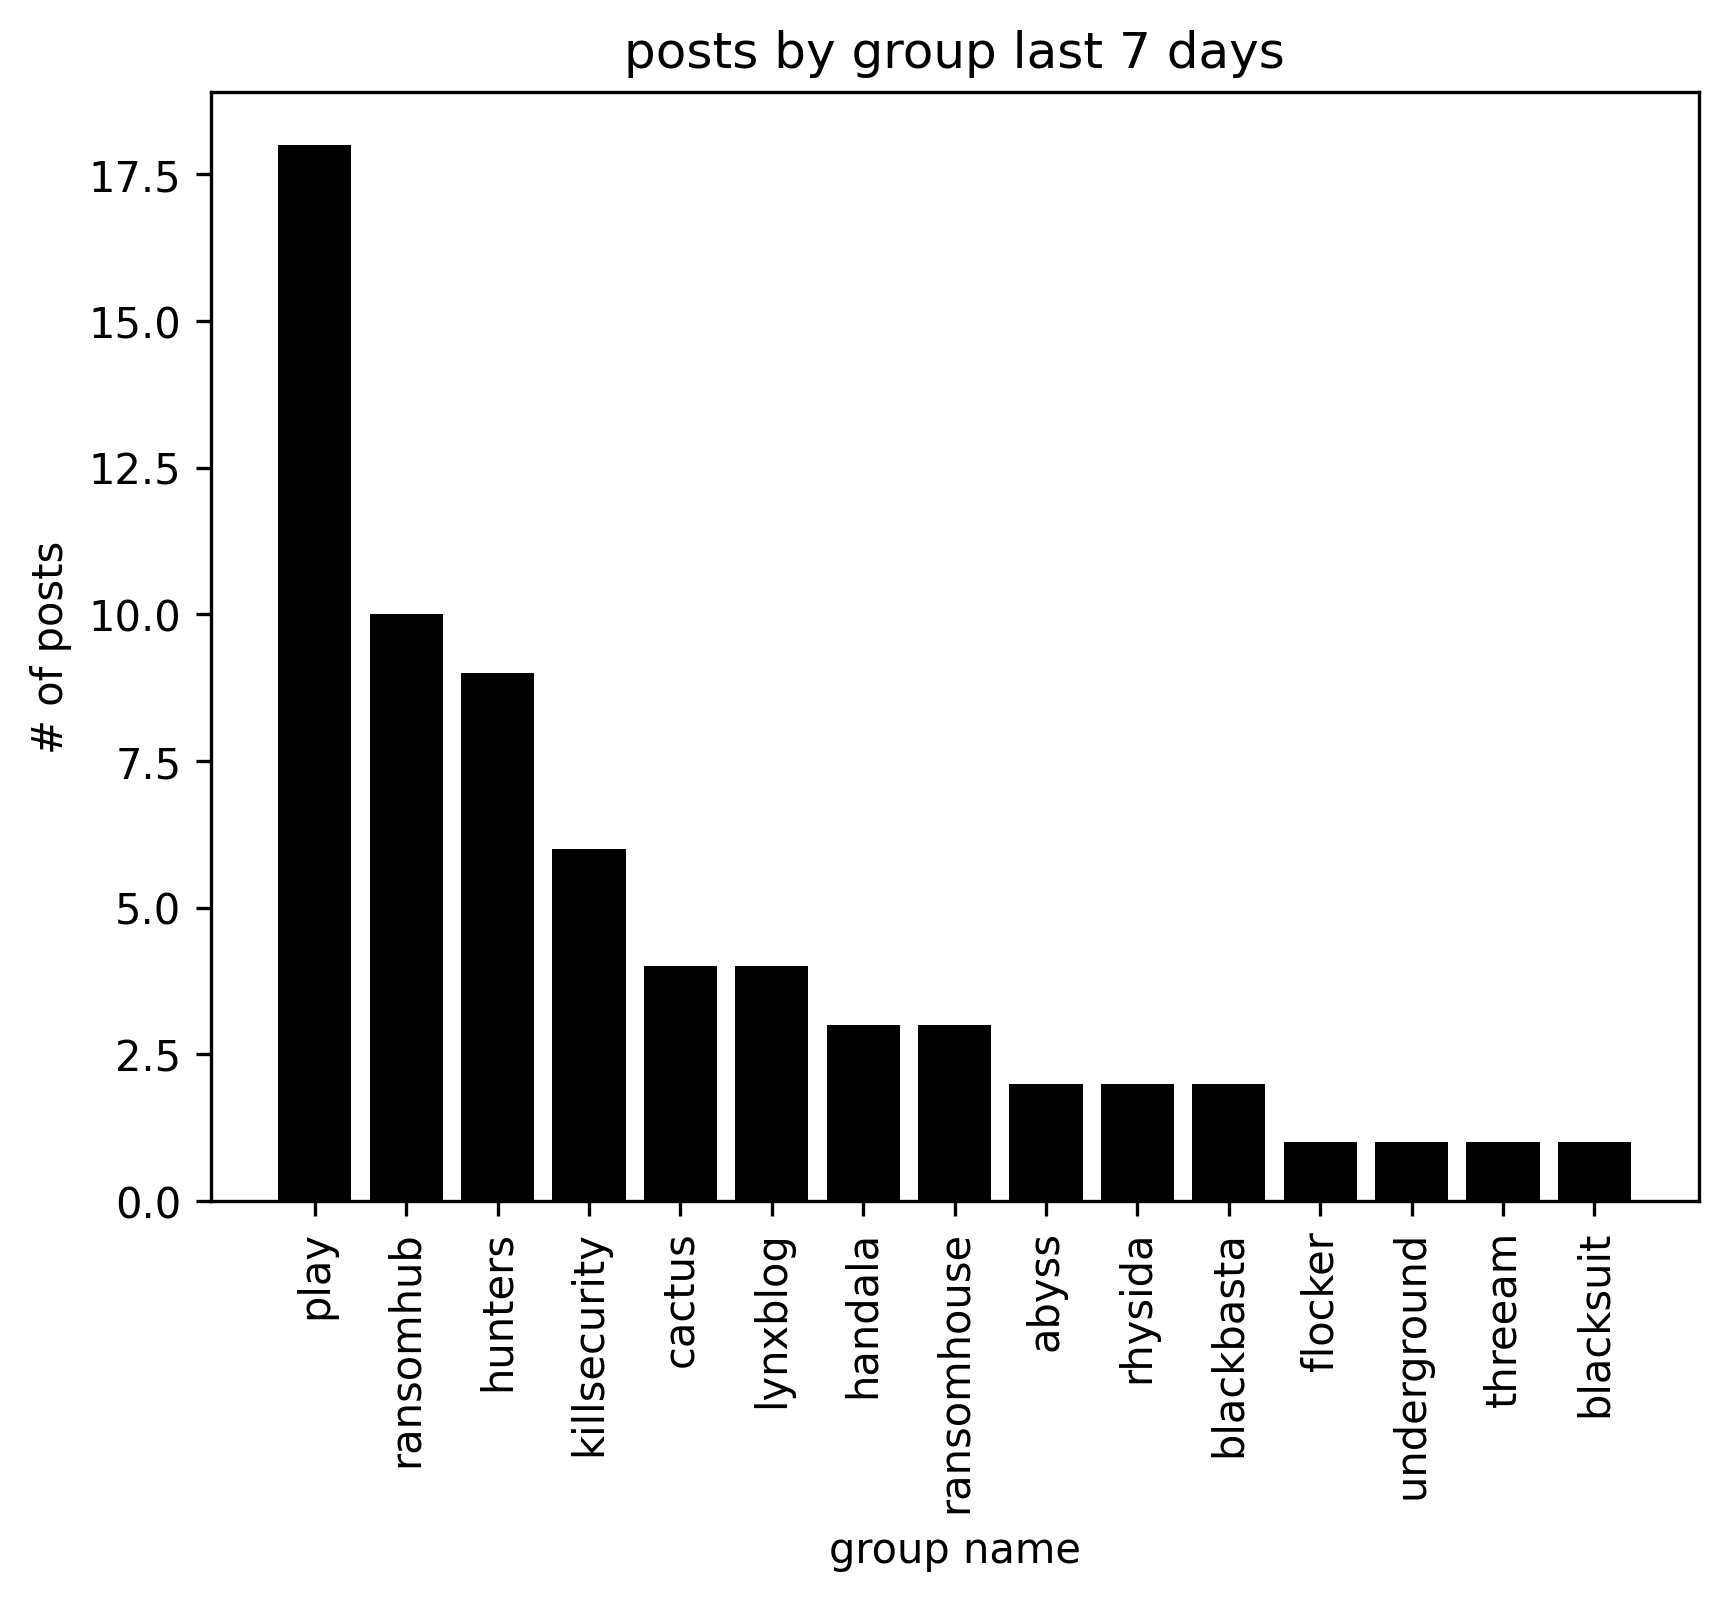 posts by group last 7 days
# of posts
17.5
15.0
12.5
10.0
7.5
5.0
2.5
0.0
play
ransomhub
hunters
killsecurity
cactus
lynxblog
handala
ransomhouse
abyss
rhysida
blackbasta
flocker
underground
threeam
blacksuit
group name